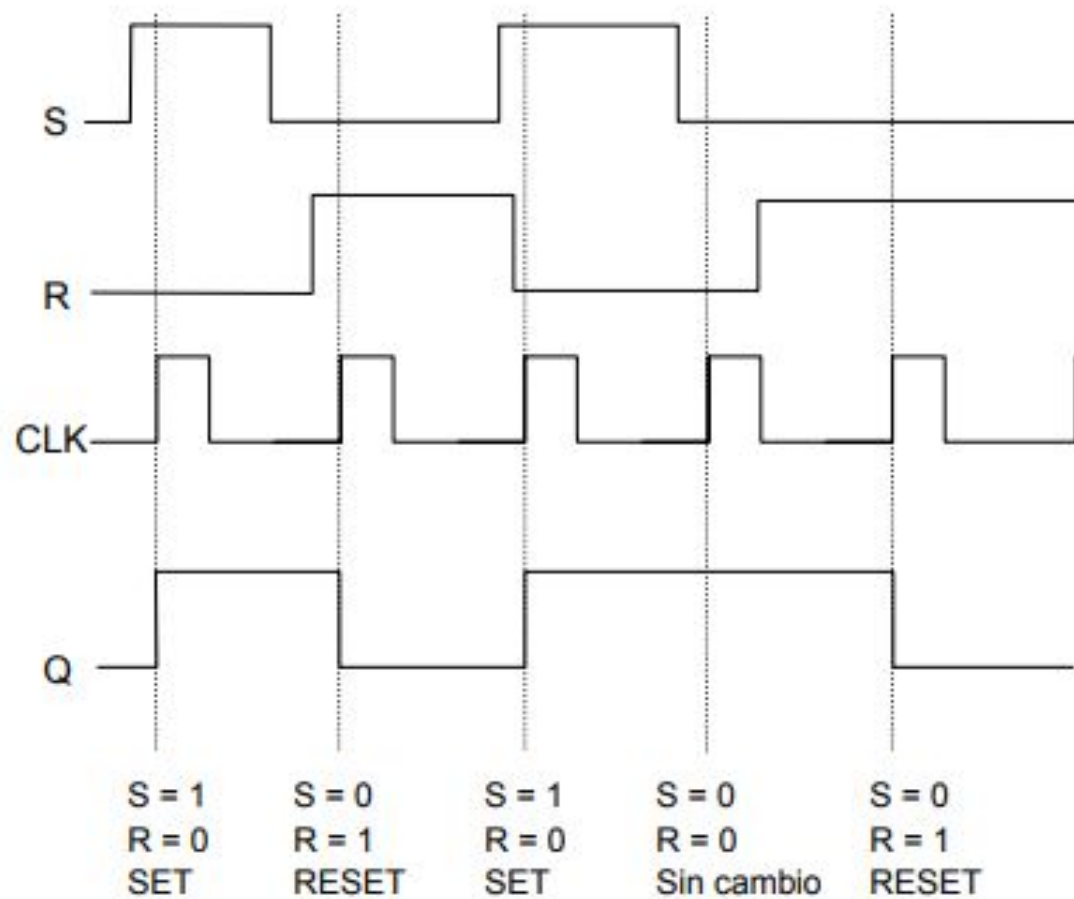 S
R
CLK
Q
S = 1 S = 0 S = 1 S = 0 S = 0
R = 0 R = 1 R = 0 R = 0 R = 1
SET RESET SET Sin cambio RESET